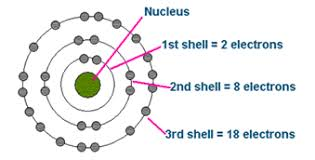 Nucleus
1st shell = 2 electrons
2nd shell = 8 electrons
3rd shell = 18 electrons